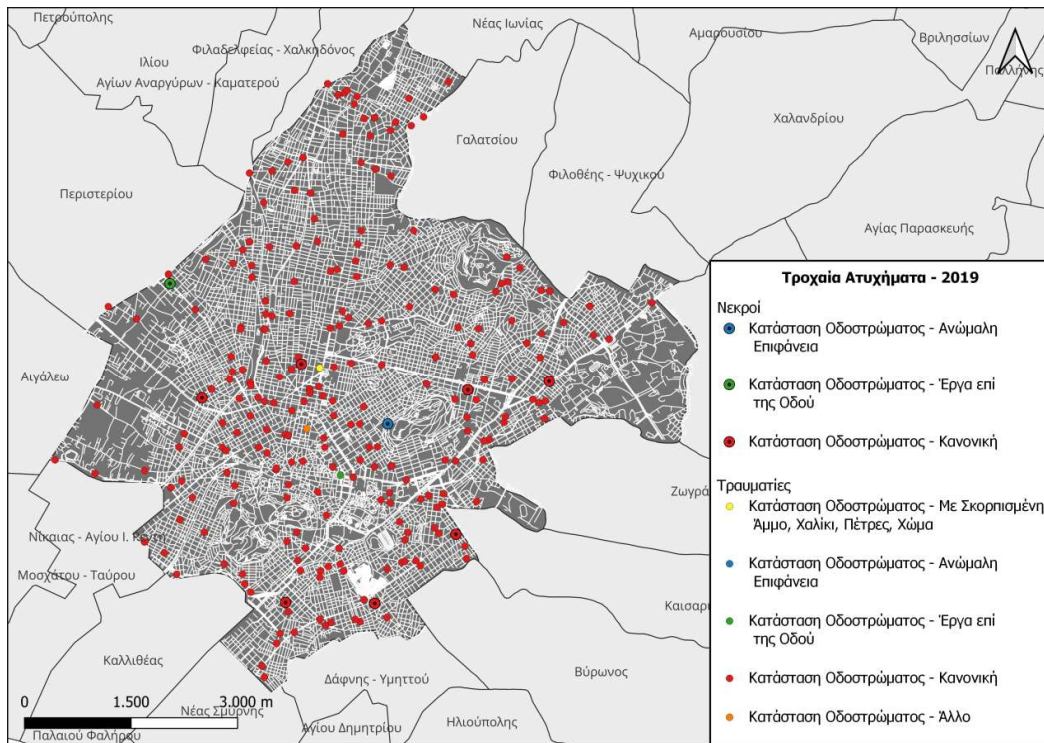 Πετρούπολης
Νέας Ιωνίας
Αμαρουσίου
Βριλησσίων
Φιλαδελφείας - Χαλκηδόνος
Ιλίου
Παλλήνης
Αγίων Αναργύρων - Καματερού
Χαλανδρίου
Γαλατσίου
Φιλοθέης - Ψυχικού
Περιστερίου
Αγίας Παρασκευής
Αιγάλεω
Ζωγρά
Νίκαιας - Αγίου Ι. Ρέντη
Μοσχάτου - Ταύρου
Καισαρι
Καλλιθέας
Βύρωνος
Δάφνης - Υμηττού
Νέας Σμύρνης
Ηλιούπολης
Αγίου Δημητρίου
Παλαιού Φαλήρου
0 1.500 3.000 m
Τροχαία Ατυχήματα - 2019
Νεκροί
Κατάσταση Οδοστρώματος - Ανώμαλη
Επιφάνεια
Κατάσταση Οδοστρώματος - Έργα επί
της Οδού
Κατάσταση Οδοστρώματος - Κανονική
Τραυματίες
Κατάσταση Οδοστρώματος - Με Σκορπισμένη
Άμμο, Χαλίκι, Πέτρες, Χώμα
Κατάσταση Οδοστρώματος - Ανώμαλη
Επιφάνεια
Κατάσταση Οδοστρώματος - Έργα επί
της Οδού
Κατάσταση Οδοστρώματος - Κανονική
Κατάσταση Οδοστρώματος - Άλλο